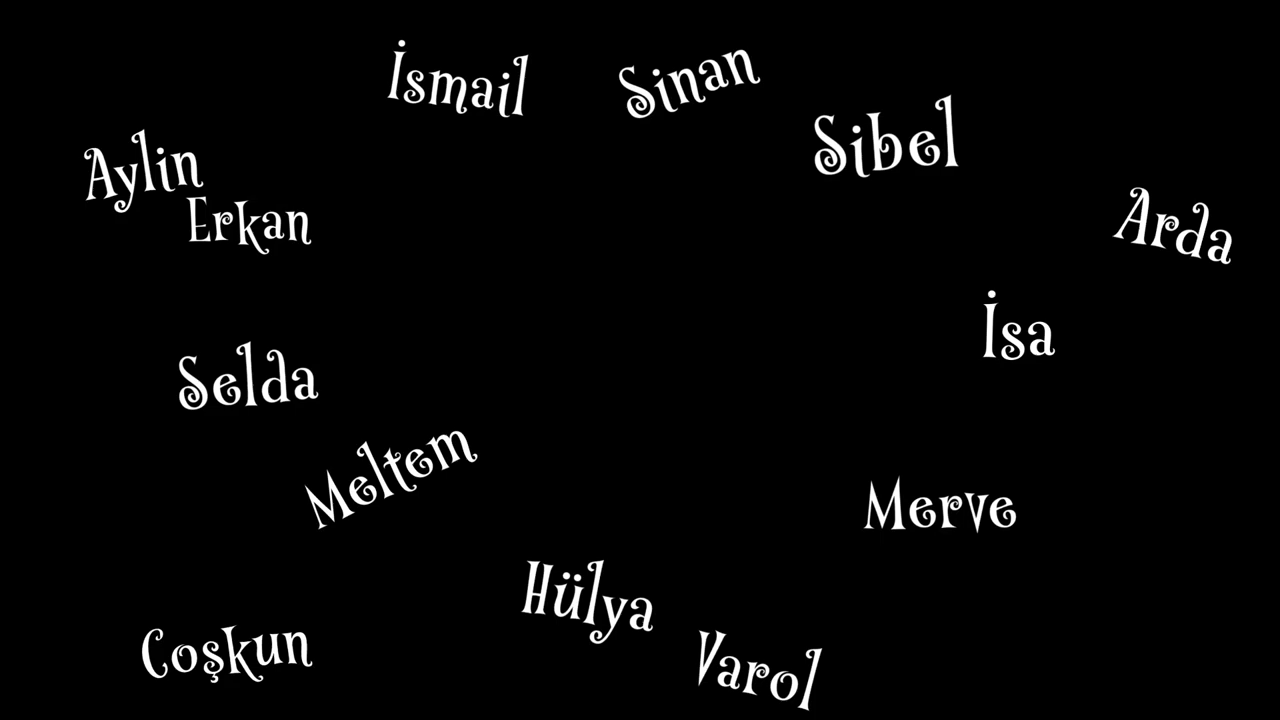 İsmail
Sinan
Sibel
Aylin
Erkan
Arda
İsa
Selda
Meltem
Merve
Hülya
Coşkun
Varol